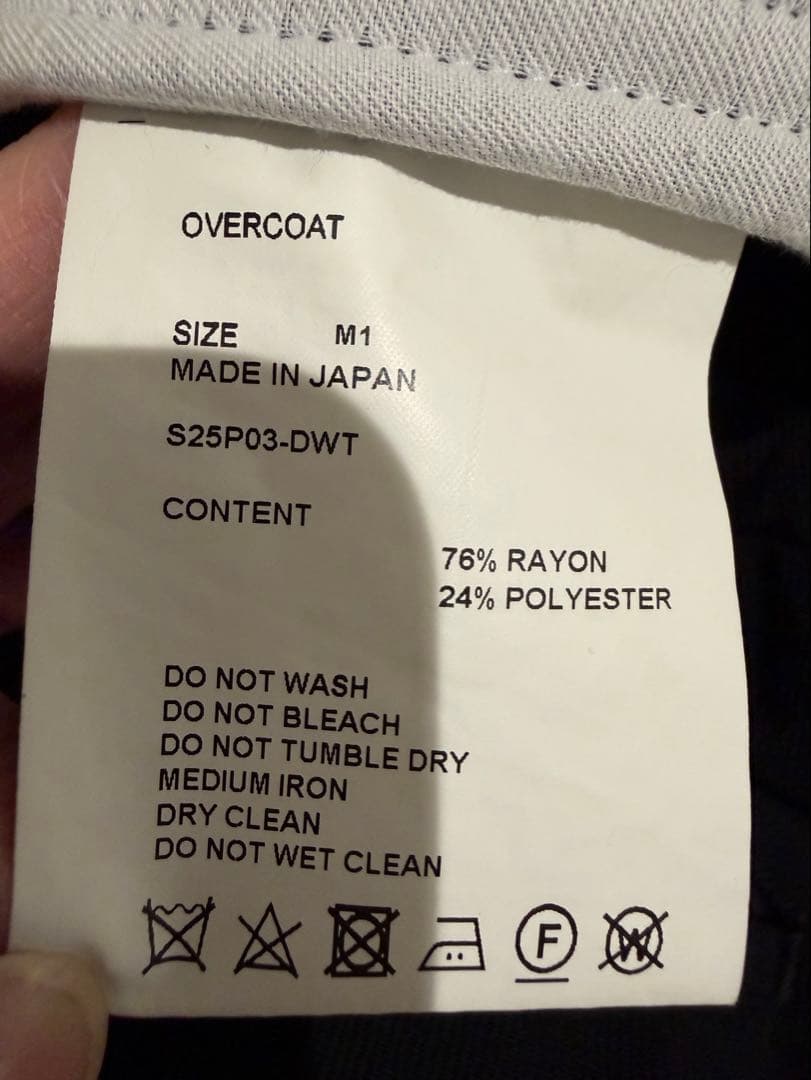 OVERCOAT
SIZE M1
MADE IN JAPAN
S25P03-DWT
CONTENT
76% RAYON
24% POLYESTER
DO NOT WASH
DO NOT BLEACH
DO NOT TUMBLE DRY
MEDIUM IRON
DRY CLEAN
DO NOT WET CLEAN
F W